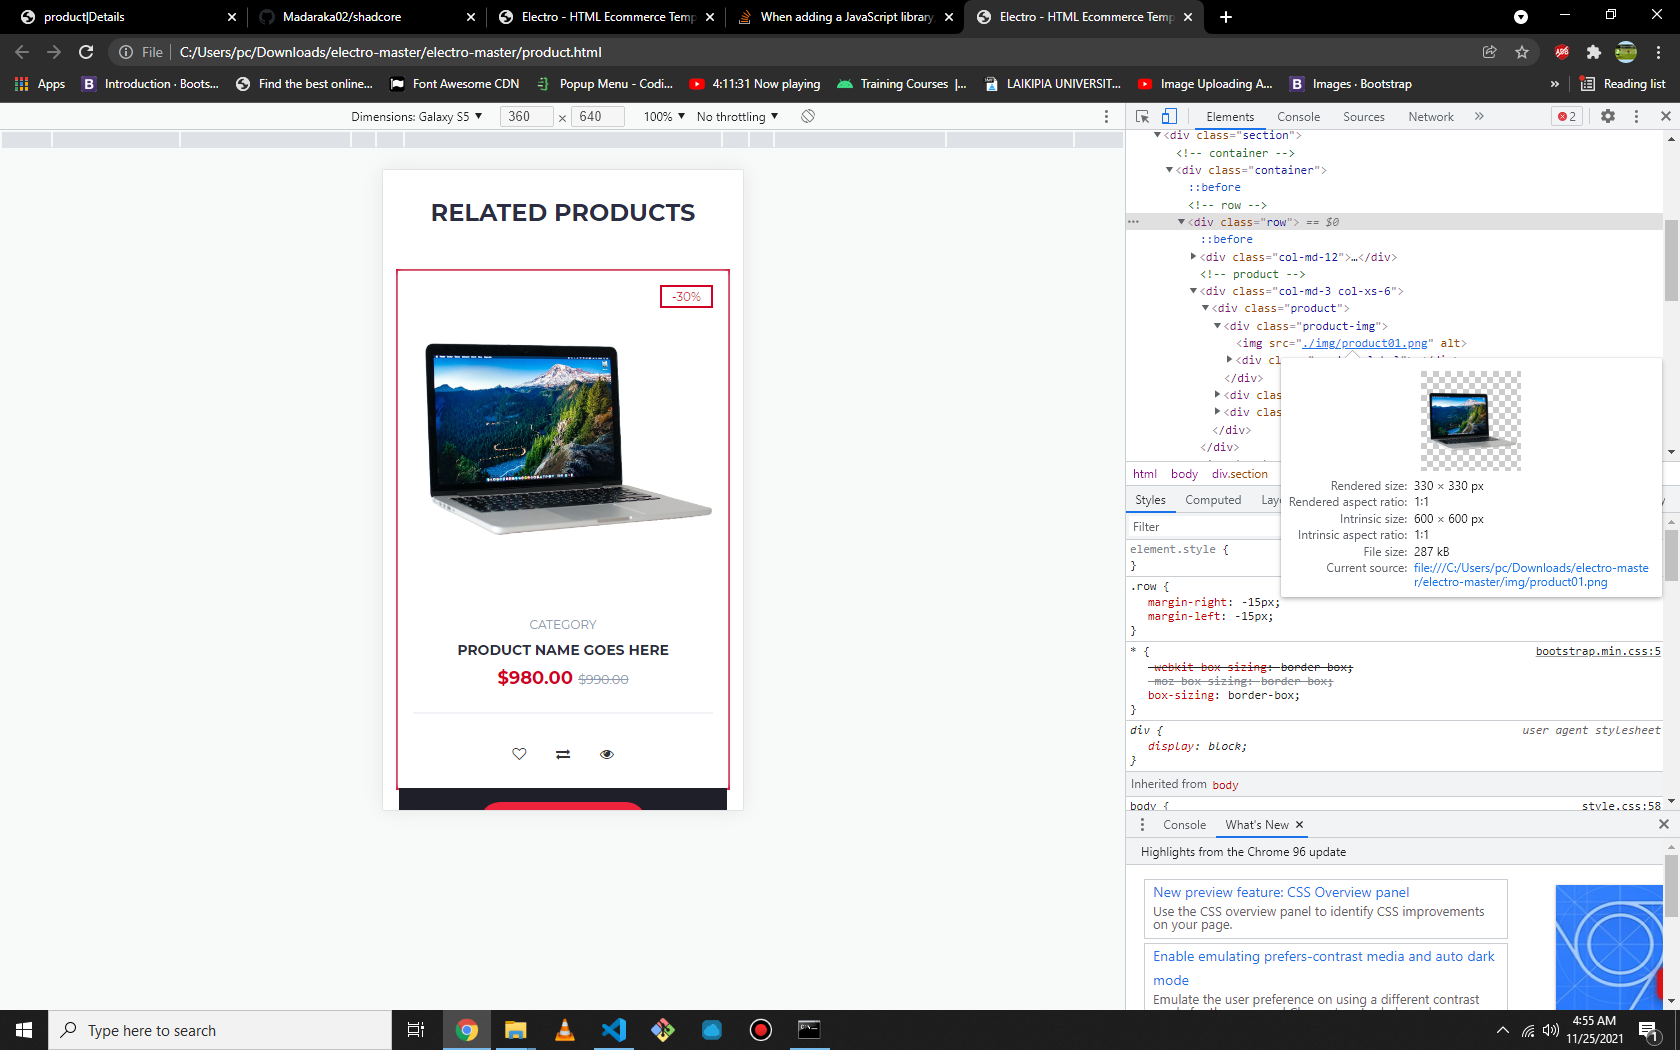 product|Details
Madaraka02/shadcore
Electro - HTML Ecommerce Temp
When adding a JavaScript library,
Electro - HTML Ecommerce Temp
File
C:/Users/pc/Downloads/electro-master/electro-master/product.html
Apps
Introduction · Boots...
Find the best online...
Font Awesome CDN
Popup Menu - Codi...
4:11:31 Now playing
Training Courses |...
LAIKIPIA UNIVERSIT...
Image Uploading A...
Images · Bootstrap
»
Reading list
Dimensions: Galaxy S5 ▼
360 × 640
100% ▼
No throttling ▼
Elements
Console
Sources
Network
»
2
RELATED PRODUCTS
-30%
CATEGORY
PRODUCT NAME GOES HERE
$980.00 $990.00
▼<div class="section">
<!-- container -->
▼<div class="container">
::before
<!-- row -->
▼<div class="row"> == $0
::before
▶<div class="col-md-12">…</div>
<!-- product -->
▼<div class="col-md-3 col-xs-6">
▼<div class="product">
▼<div class="product-img">
<img src="./img/product01.png" alt>
▶<div c
</div>
▶<div clas
▶<div clas
</div>
</div>
html
body
div.section
Rendered size: 330 × 330 px
Rendered aspect ratio: 1:1
Intrinsic size: 600 × 600 px
Intrinsic aspect ratio: 1:1
File size: 287 kB
Current source: file:///C:/Users/pc/Downloads/electro-maste
r/electro-master/img/product01.png
Styles
Computed
Filter
element.style {
}
.row {
margin-right: -15px;
margin-left: -15px;
}
* {
bootstrap.min.css:5
-webkit-box-sizing: border-box;
-moz-box-sizing: border-box;
box-sizing: border-box;
}
div {
user agent stylesheet
display: block;
}
Inherited from body
body {
style.css:58
Console
What's New
Highlights from the Chrome 96 update
New preview feature: CSS Overview panel
Use the CSS overview panel to identify CSS improvements
on your page.
Enable emulating prefers-contrast media and auto dark
mode
Emulate the user preference on using a different contrast
Type here to search
4:55 AM
11/25/2021
1